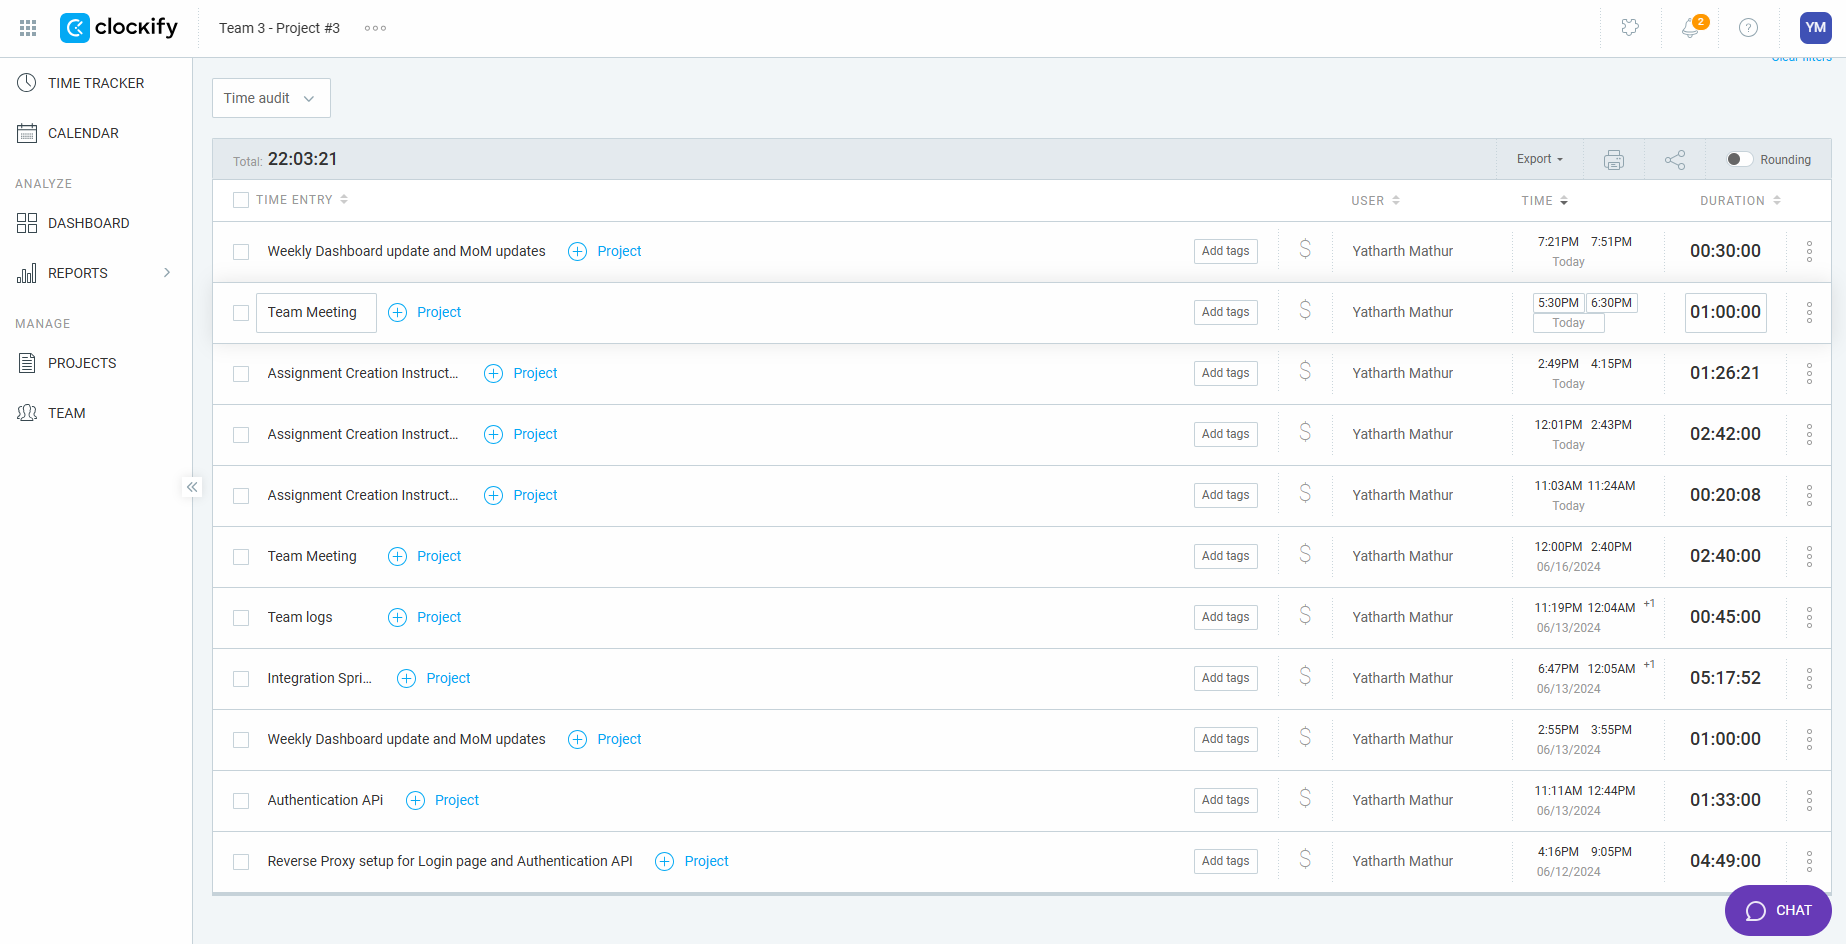 clockify
Team 3 - Project #3
2
?
YM
Clear filters
TIME TRACKER
CALENDAR
ANALYZE
DASHBOARD
REPORTS
MANAGE
PROJECTS
TEAM
Time audit
Total: 22:03:21
Export
Rounding
TIME ENTRY USER TIME DURATION
Weekly Dashboard update and MoM updates Project Add tags $ Yatharth Mathur 7:21PM 7:51PM 00:30:00
Today
Team Meeting Project Add tags $ Yatharth Mathur 5:30PM 6:30PM 01:00:00
Today
Assignment Creation Instruct... Project Add tags $ Yatharth Mathur 2:49PM 4:15PM 01:26:21
Today
Assignment Creation Instruct... Project Add tags $ Yatharth Mathur 12:01PM 2:43PM 02:42:00
Today
Assignment Creation Instruct... Project Add tags $ Yatharth Mathur 11:03AM 11:24AM 00:20:08
Today
Team Meeting Project Add tags $ Yatharth Mathur 12:00PM 2:40PM 02:40:00
06/16/2024
Team logs Project Add tags $ Yatharth Mathur 11:19PM 12:04AM +1 00:45:00
06/13/2024
Integration Spri... Project Add tags $ Yatharth Mathur 6:47PM 12:05AM +1 05:17:52
06/13/2024
Weekly Dashboard update and MoM updates Project Add tags $ Yatharth Mathur 2:55PM 3:55PM 01:00:00
06/13/2024
Authentication APi Project Add tags $ Yatharth Mathur 11:11AM 12:44PM 01:33:00
06/13/2024
Reverse Proxy setup for Login page and Authentication API Project Add tags $ Yatharth Mathur 4:16PM 9:05PM 04:49:00
06/12/2024
CHAT